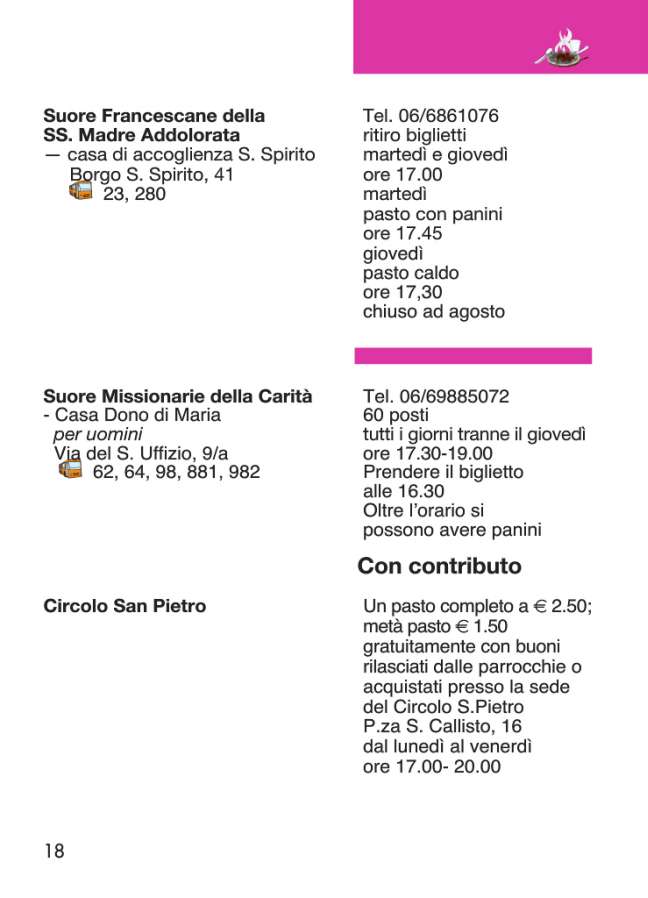 Suore Francescane della
SS. Madre Addolorata
— casa di accoglienza S. Spirito
Borgo S. Spirito, 41
23, 280
Tel. 06/6861076
ritiro biglietti
martedì e giovedì
ore 17.00
martedì
pasto con panini
ore 17.45
giovedì
pasto caldo
ore 17,30
chiuso ad agosto
Suore Missionarie della Carità
- Casa Dono di Maria
per uomini
Via del S. Uffizio, 9/a
62, 64, 98, 881, 982
Tel. 06/69885072
60 posti
tutti i giorni tranne il giovedì
ore 17.30-19.00
Prendere il biglietto
alle 16.30
Oltre l'orario si
possono avere panini
Con contributo
Circolo San Pietro
Un pasto completo a € 2.50;
metà pasto € 1.50
gratuitamente con buoni
rilasciati dalle parrocchie o
acquistati presso la sede
del Circolo S.Pietro
P.za S. Callisto, 16
dal lunedì al venerdì
ore 17.00- 20.00
18